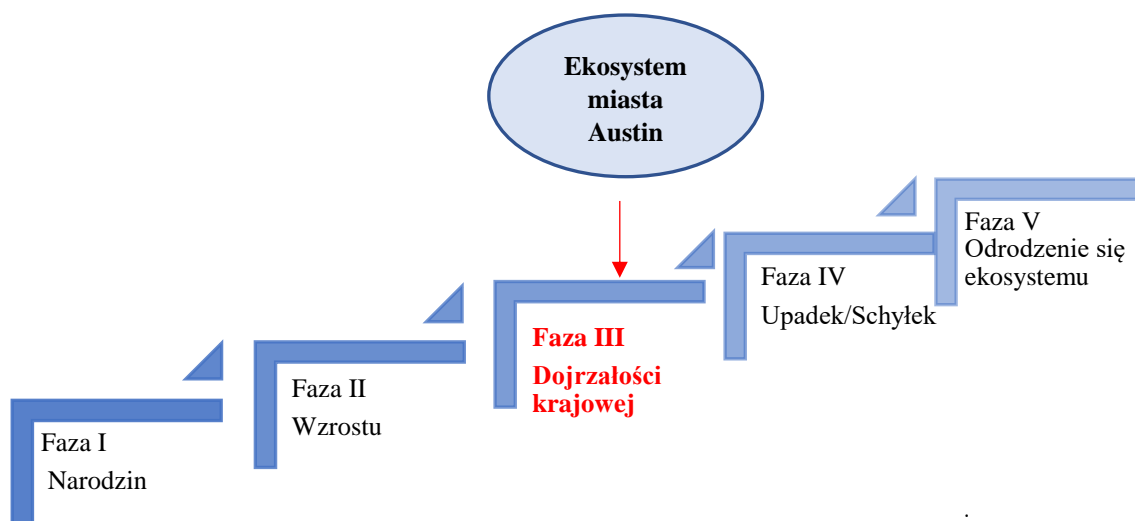 Ekosystem
miasta
Austin
Faza I
Narodzin
Faza II
Wzrostu
Faza III
Dojrzałości
krajowej
Faza IV
Upadek/Schyłek
Faza V
Odrodzenie się
ekosystemu
.